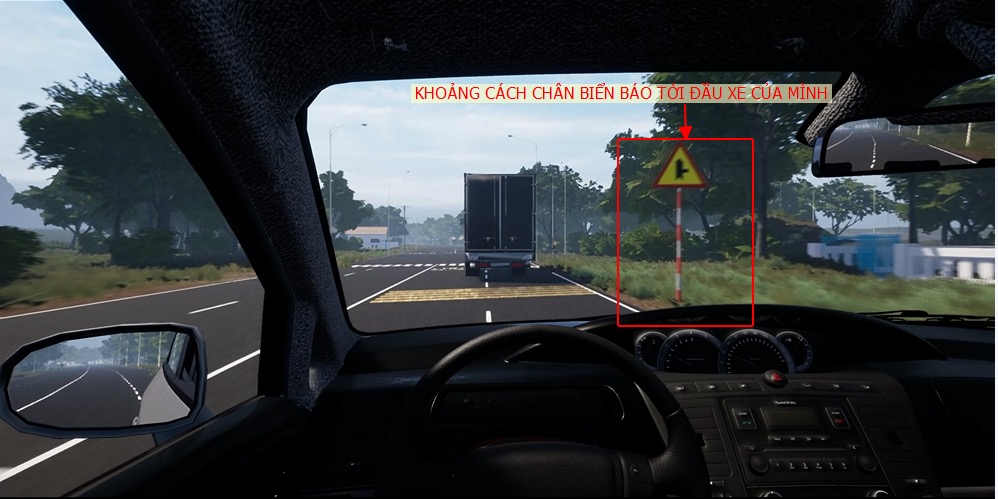 KHOẢNG CÁCH CHÂN BIỂN BÁO TỚI ĐẦU XE CỦA MÌNH